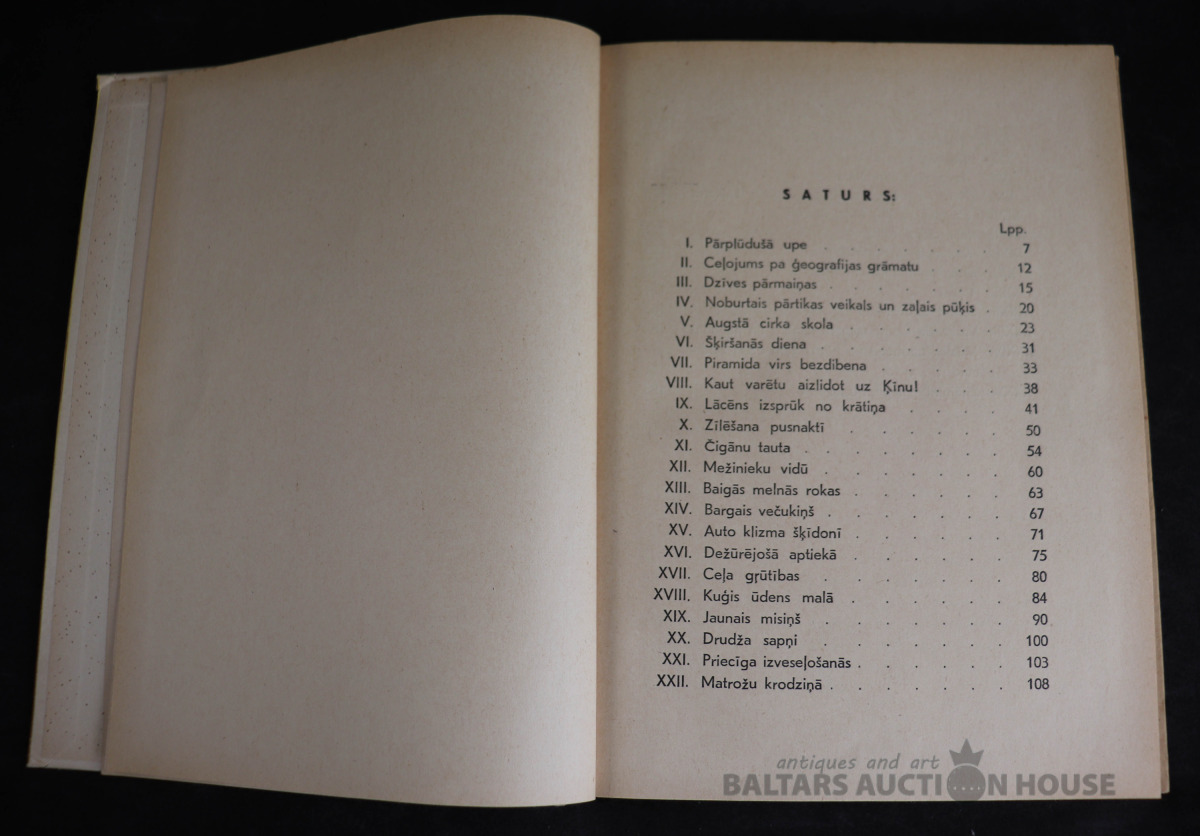 SATURS:
Lpp.
I. Pārplūdušā upe . . . . . . 7
II. Ceļojums pa ģeografijas grāmatu . . . 12
III. Dzīves pārmaiņas . . . . . . 15
IV. Noburtais pārtikas veikals un zaļais pūķis . 20
V. Augstā cirka skola . . . . . 23
VI. Šķiršanās diena . . . . . . 31
VII. Piramida virs bezdibena . . . . 33
VIII. Kaut varētu aizlidot uz Ķīnu! . . . 38
IX. Lācēns izsprūk no krātiņa . . . . 41
X. Zīlēšana pusnaktī . . . . . 50
XI. Čigānu tauta . . . . . . . 54
XII. Mežinieku vidū . . . . . . 60
XIII. Baigās melnās rokas . . . . . 63
XIV. Bargais večukiņš . . . . . . 67
XV. Auto klizma šķīdonī . . . . . 71
XVI. Dežūrējošā aptiekā . . . . . 75
XVII. Ceļa grūtības . . . . . . 80
XVIII. Kuģis ūdens malā . . . . . 84
XIX. Jaunais misiņš . . . . . . 90
XX. Drudža sapņi . . . . . . 100
XXI. Priecīga izveseļošanās . . . . . 103
XXII. Matrožu krodziņā . . . . . . 108
antiques and art
BALTARS AUCTION HOUSE